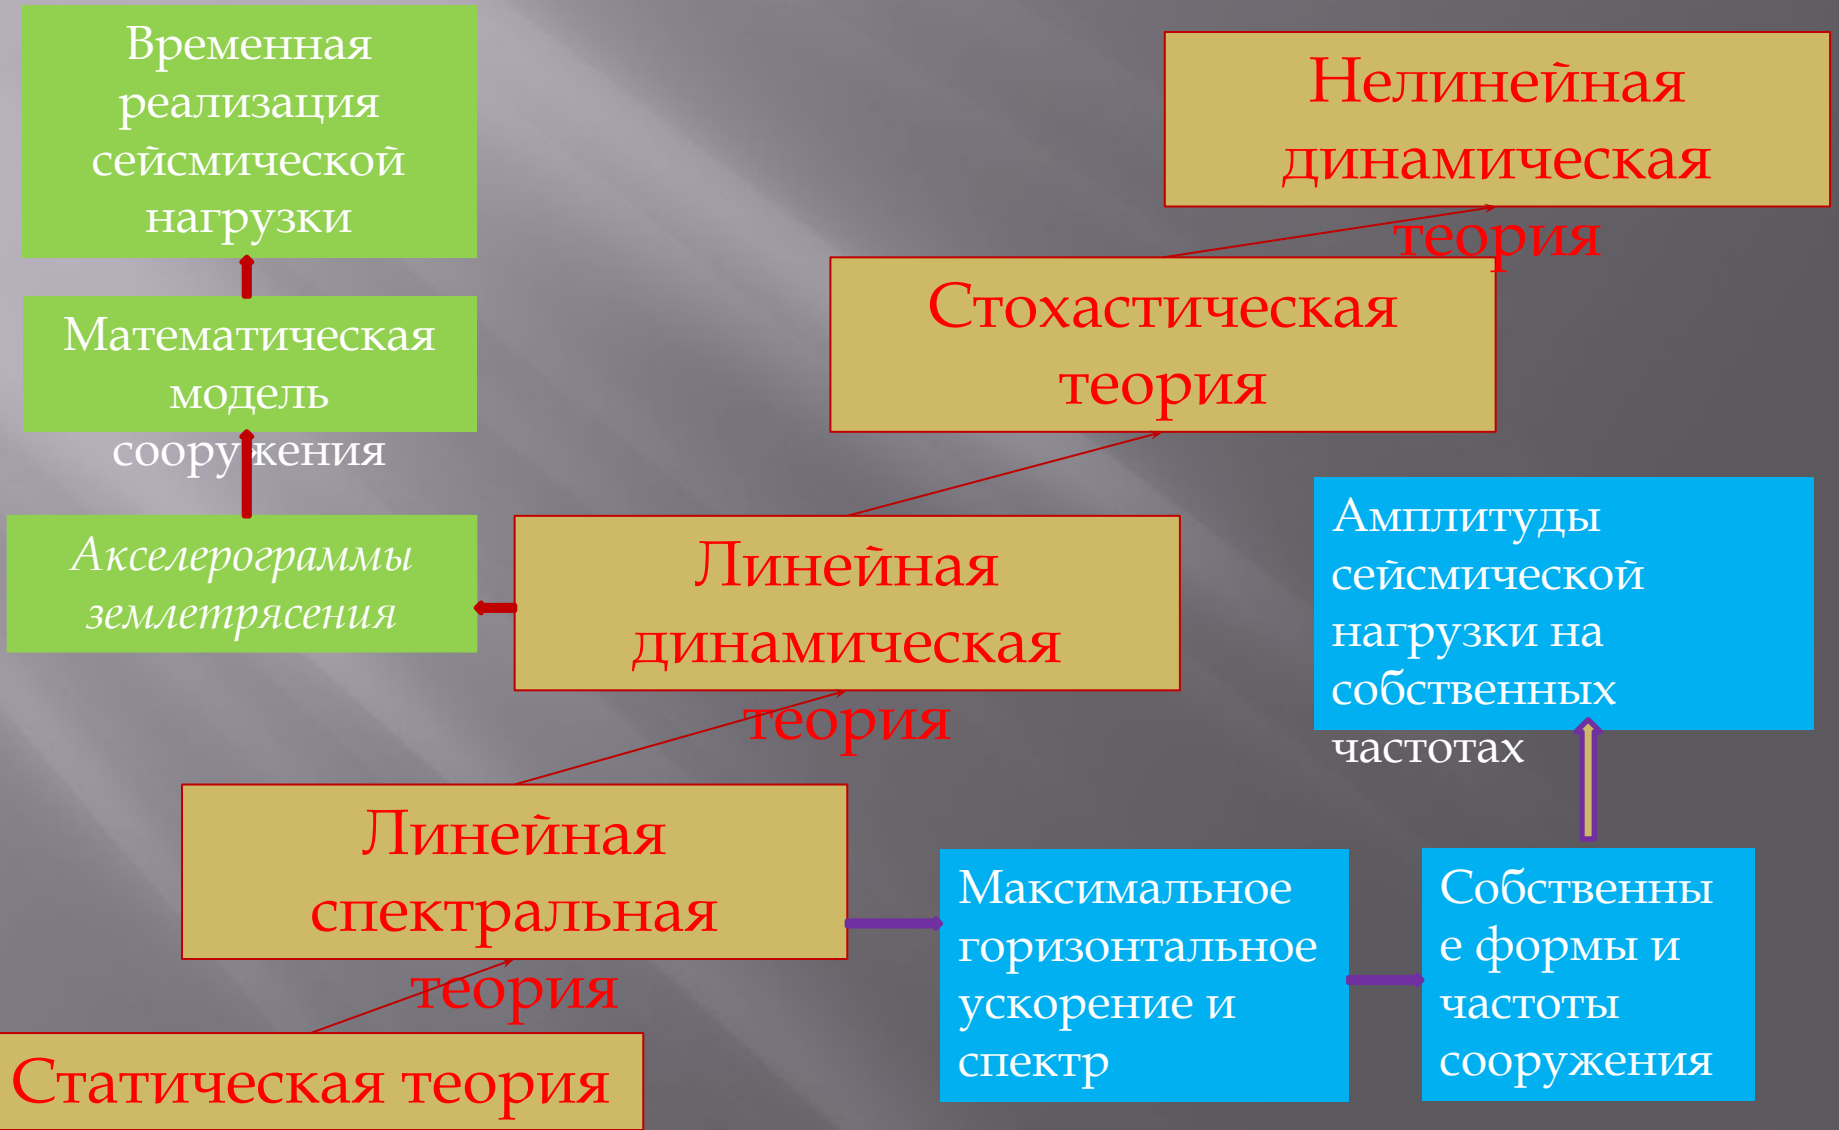 Временная
реализация
сейсмической
нагрузки
Математическая
модель
сооружения
Акселерограммы
землетрясения
Нелинейная
динамическая
теория
Стохастическая
теория
Линейная
динамическая
теория
Линейная
спектральная
теория
Статическая теория
Амплитуды
сейсмической
нагрузки на
собственных
частотах
Максимальное
горизонтальное
ускорение и
спектр
Собственны
е формы и
частоты
сооружения